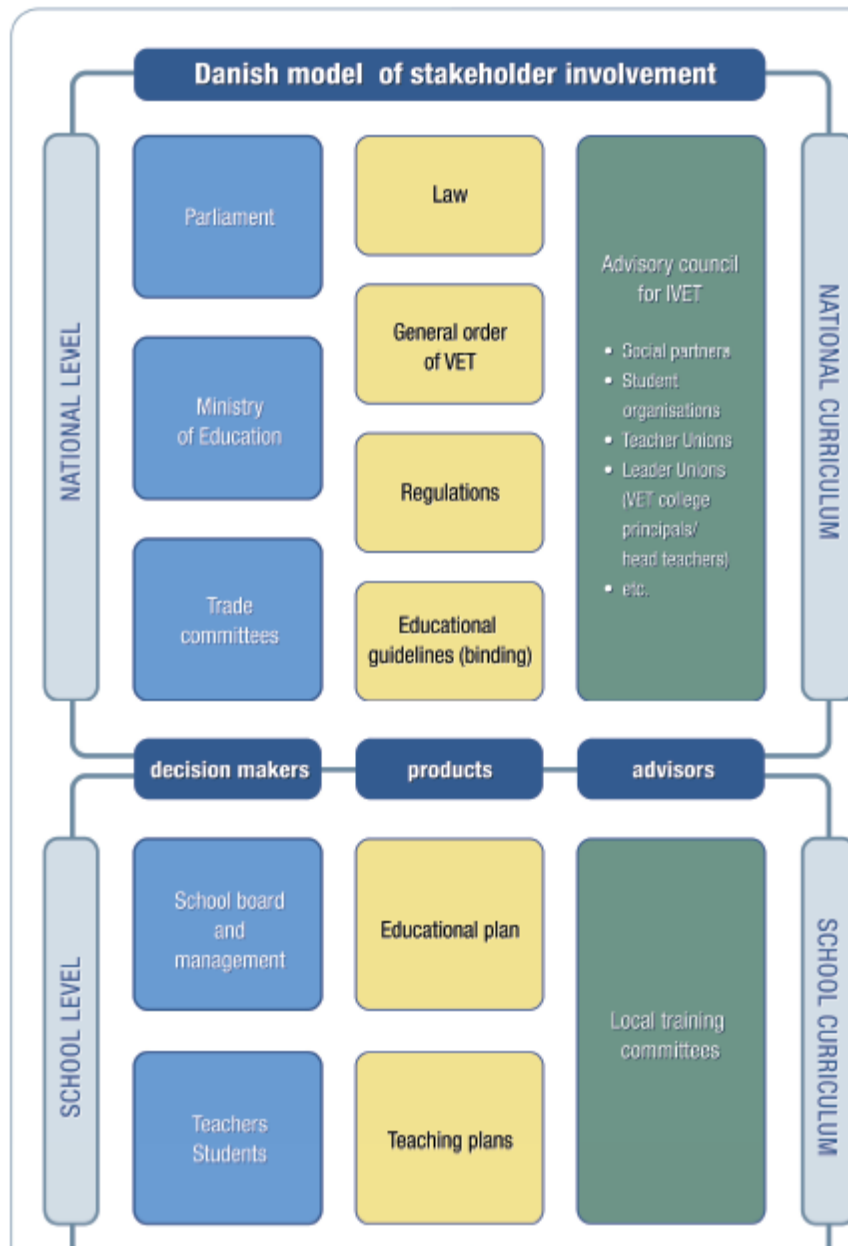 Danish model of stakeholder involvement
NATIONAL LEVEL
Parliament
Ministry
of Education
Trade
committees
Law
General order
of VET
Regulations
Educational
guidelines (binding)
Advisory council
for IVET
• Social partners
• Student
organisations
• Teacher Unions
• Leader Unions
(VET college
principals/
head teachers)
• etc.
NATIONAL CURRICULUM
decision makers
products
advisors
SCHOOL LEVEL
School board
and
management
Teachers
Students
Educational plan
Teaching plans
Local training
committees
SCHOOL CURRICULUM